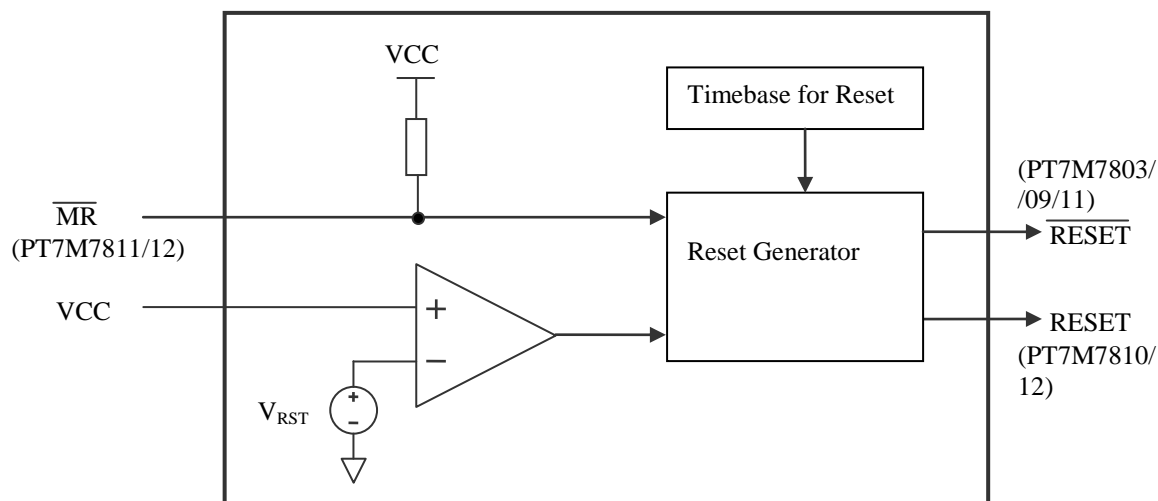 VCC
Timebase for Reset
(PT7M7803/
/09/11)
MR
(PT7M7811/12)
Reset Generator
RESET
VCC
+
−
RESET
(PT7M7810/
12)
VRST
+
-